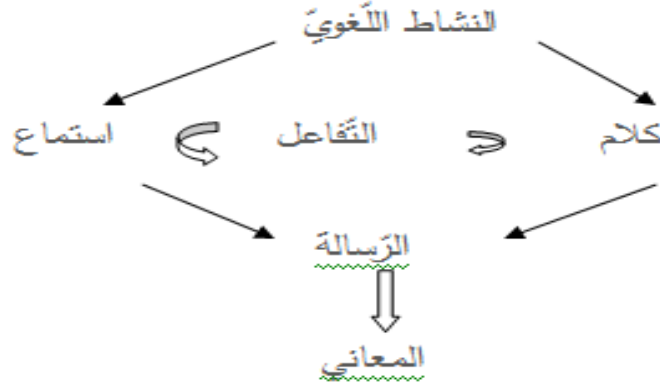 النشاط اللّغويّ
كلام التّفاعل استماع
الرّسالة
المعاني